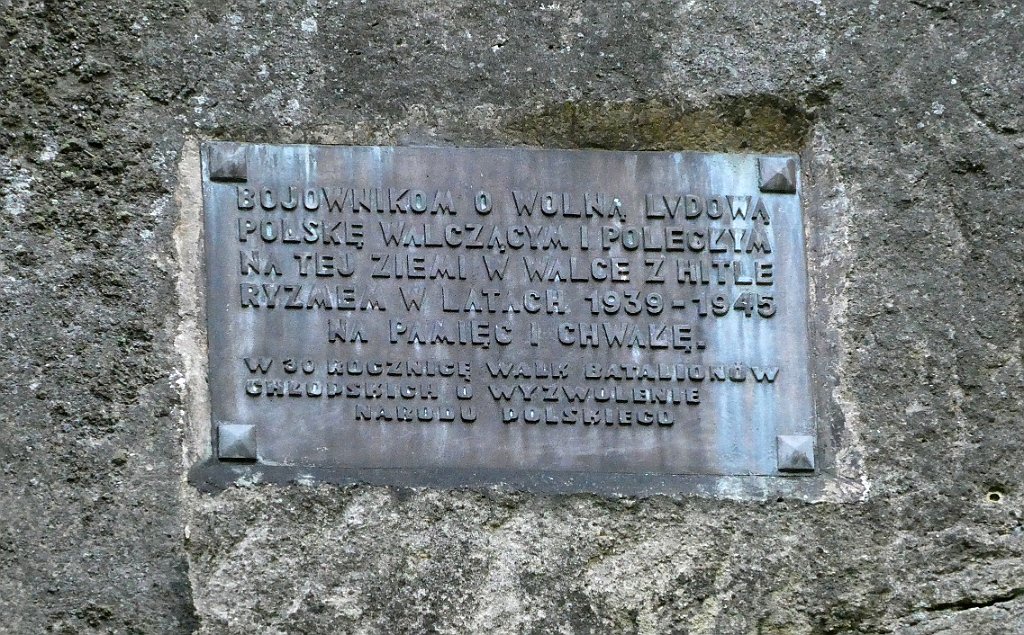 BOJOWNIKOM O WOLNĄ LVDOWĄ
POLSKĘ WALCZĄCYM I POLEGŁYM
NA TEJ ZIEMI W WALCE Z HITLE
RYZMEM W LATACH 1939-1945
NA PAMIĘĆ I CHWAŁĘ.
W 30 ROCZNICĘ WALK BATALIONÓW
CHŁOPSKICH O WYZWOLENIE
NARODU POLSKIEGO